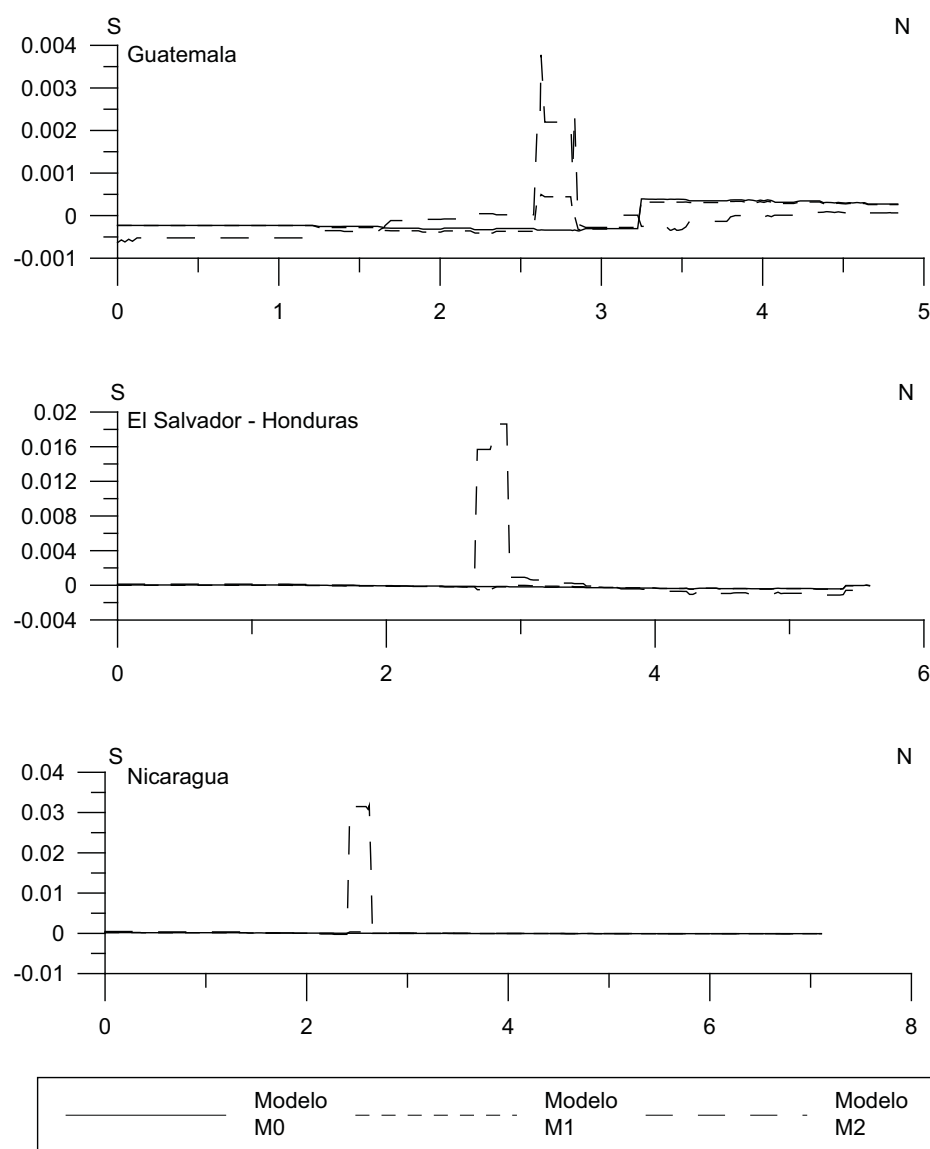 S N
Guatemala
0.004
0.003
0.002
0.001
0
-0.001
0 1 2 3 4 5
S N
El Salvador - Honduras
0.02
0.016
0.012
0.008
0.004
0
-0.004
0 2 4 6
S N
Nicaragua
0.04
0.03
0.02
0.01
0
-0.01
0 2 4 6 8
Modelo Modelo Modelo
M0 M1 M2